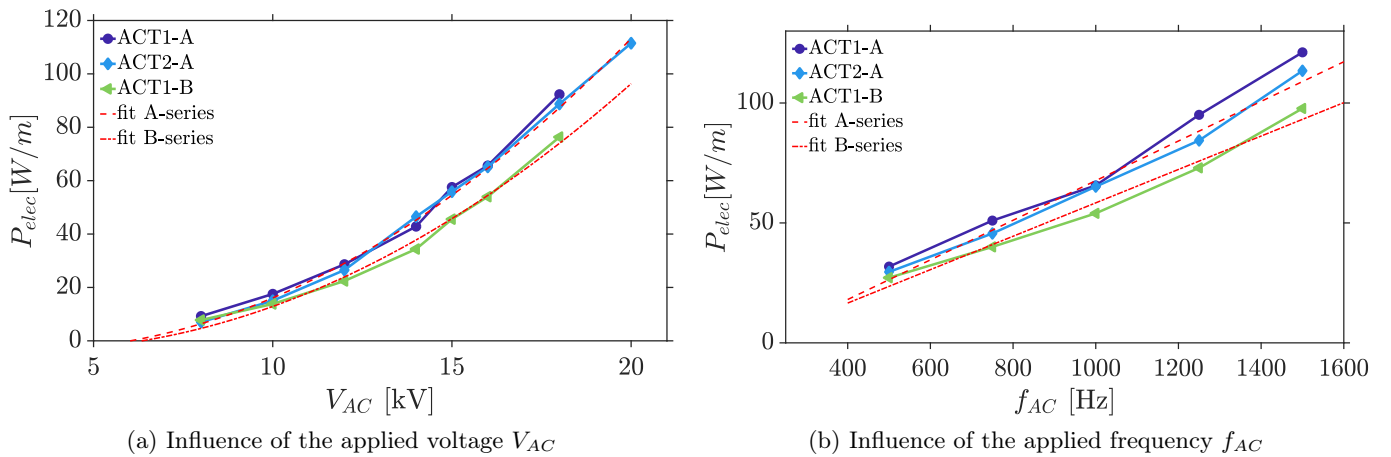 120
100
80
60
40
20
0
P_elec[W/m]
ACT1-A
ACT2-A
ACT1-B
fit A-series
fit B-series
5
10
15
20
V_AC [kV]
(a) Influence of the applied voltage V_AC
100
50
0
P_elec[W/m]
ACT1-A
ACT2-A
ACT1-B
fit A-series
fit B-series
400
600
800
1000
1200
1400
1600
f_AC [Hz]
(b) Influence of the applied frequency f_AC